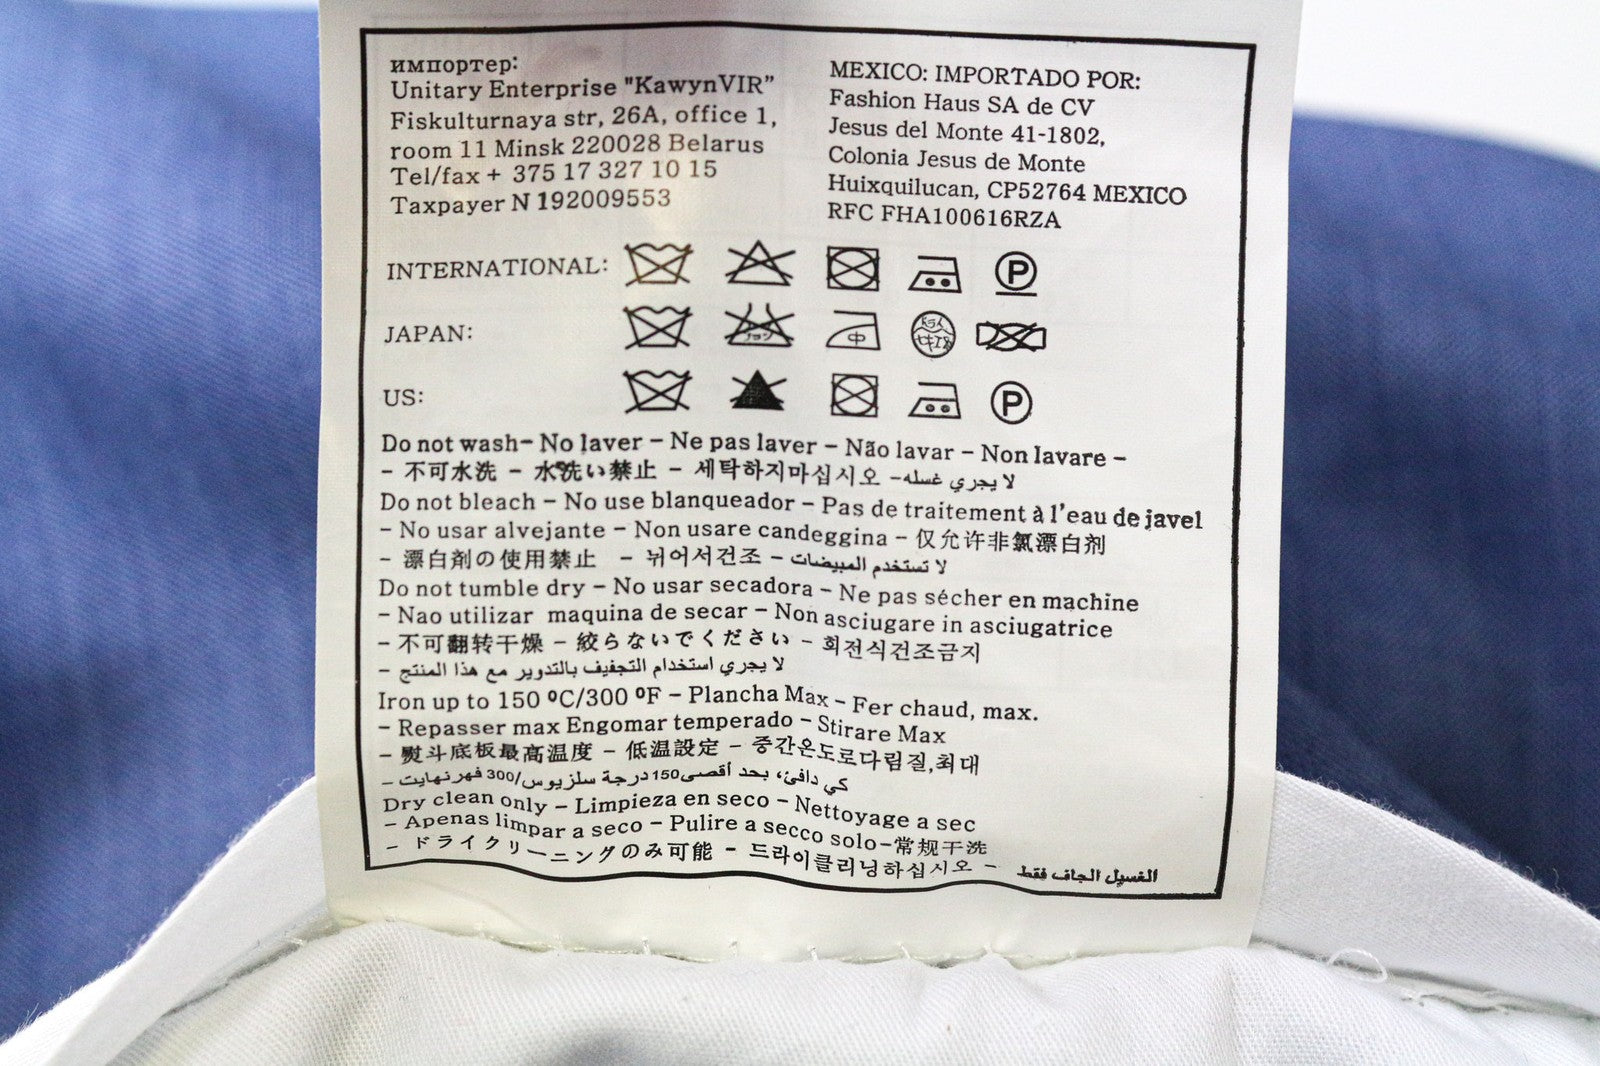 импортер:
Unitary Enterprise "KawynVIR"
Fiskulturnaya str, 26A, office 1,
room 11 Minsk 220028 Belarus
Tel/fax + 375 17 327 10 15
Taxpayer N 192009553
MEXICO: IMPORTADO POR:
Fashion Haus SA de CV
Jesus del Monte 41-1802,
Colonia Jesus de Monte
Huixquilucan, CP52764 MEXICO
RFC FHA100616RZA
INTERNATIONAL:
P
JAPAN:
中
US:
P
Do not wash- No laver - Ne pas laver - Não lavar - Non lavare -
- 不可水洗 - 水洗い禁止 - 세탁하지마십시오 - لا يجري غسله
Do not bleach - No use blanqueador - Pas de traitement à l'eau de javel
- No usar alvejante - Non usare candeggina - 仅允许非氯漂白剂
- 漂白剤の使用禁止 - 뉘어서건조 - لا تستخدم المبيضات
Do not tumble dry - No usar secadora - Ne pas sécher en machine
- Nao utilizar maquina de secar - Non asciugare in asciugatrice
- 不可翻转干燥 - 絞らないでください - 회전식건조금지
- لا يجري استخدام التجفيف بالتدوير مع هذا المنتج
Iron up to 150 ºC/300 ºF - Plancha Max - Fer chaud, max.
- Repasser max Engomar temperado - Stirare Max
- 熨斗底板最高温度 - 低温設定 - 중간온도로다림질,최대
- كي دافئ، بحد أقصى 150 درجة سلزيوس/300 فهرنهايت
Dry clean only - Limpieza en seco - Nettoyage a sec
- Apenas limpar a seco - Pulire a secco solo-常规干洗
- ドライクリーニングのみ可能 - 드라이클리닝하십시오 - الغسيل الجاف فقط